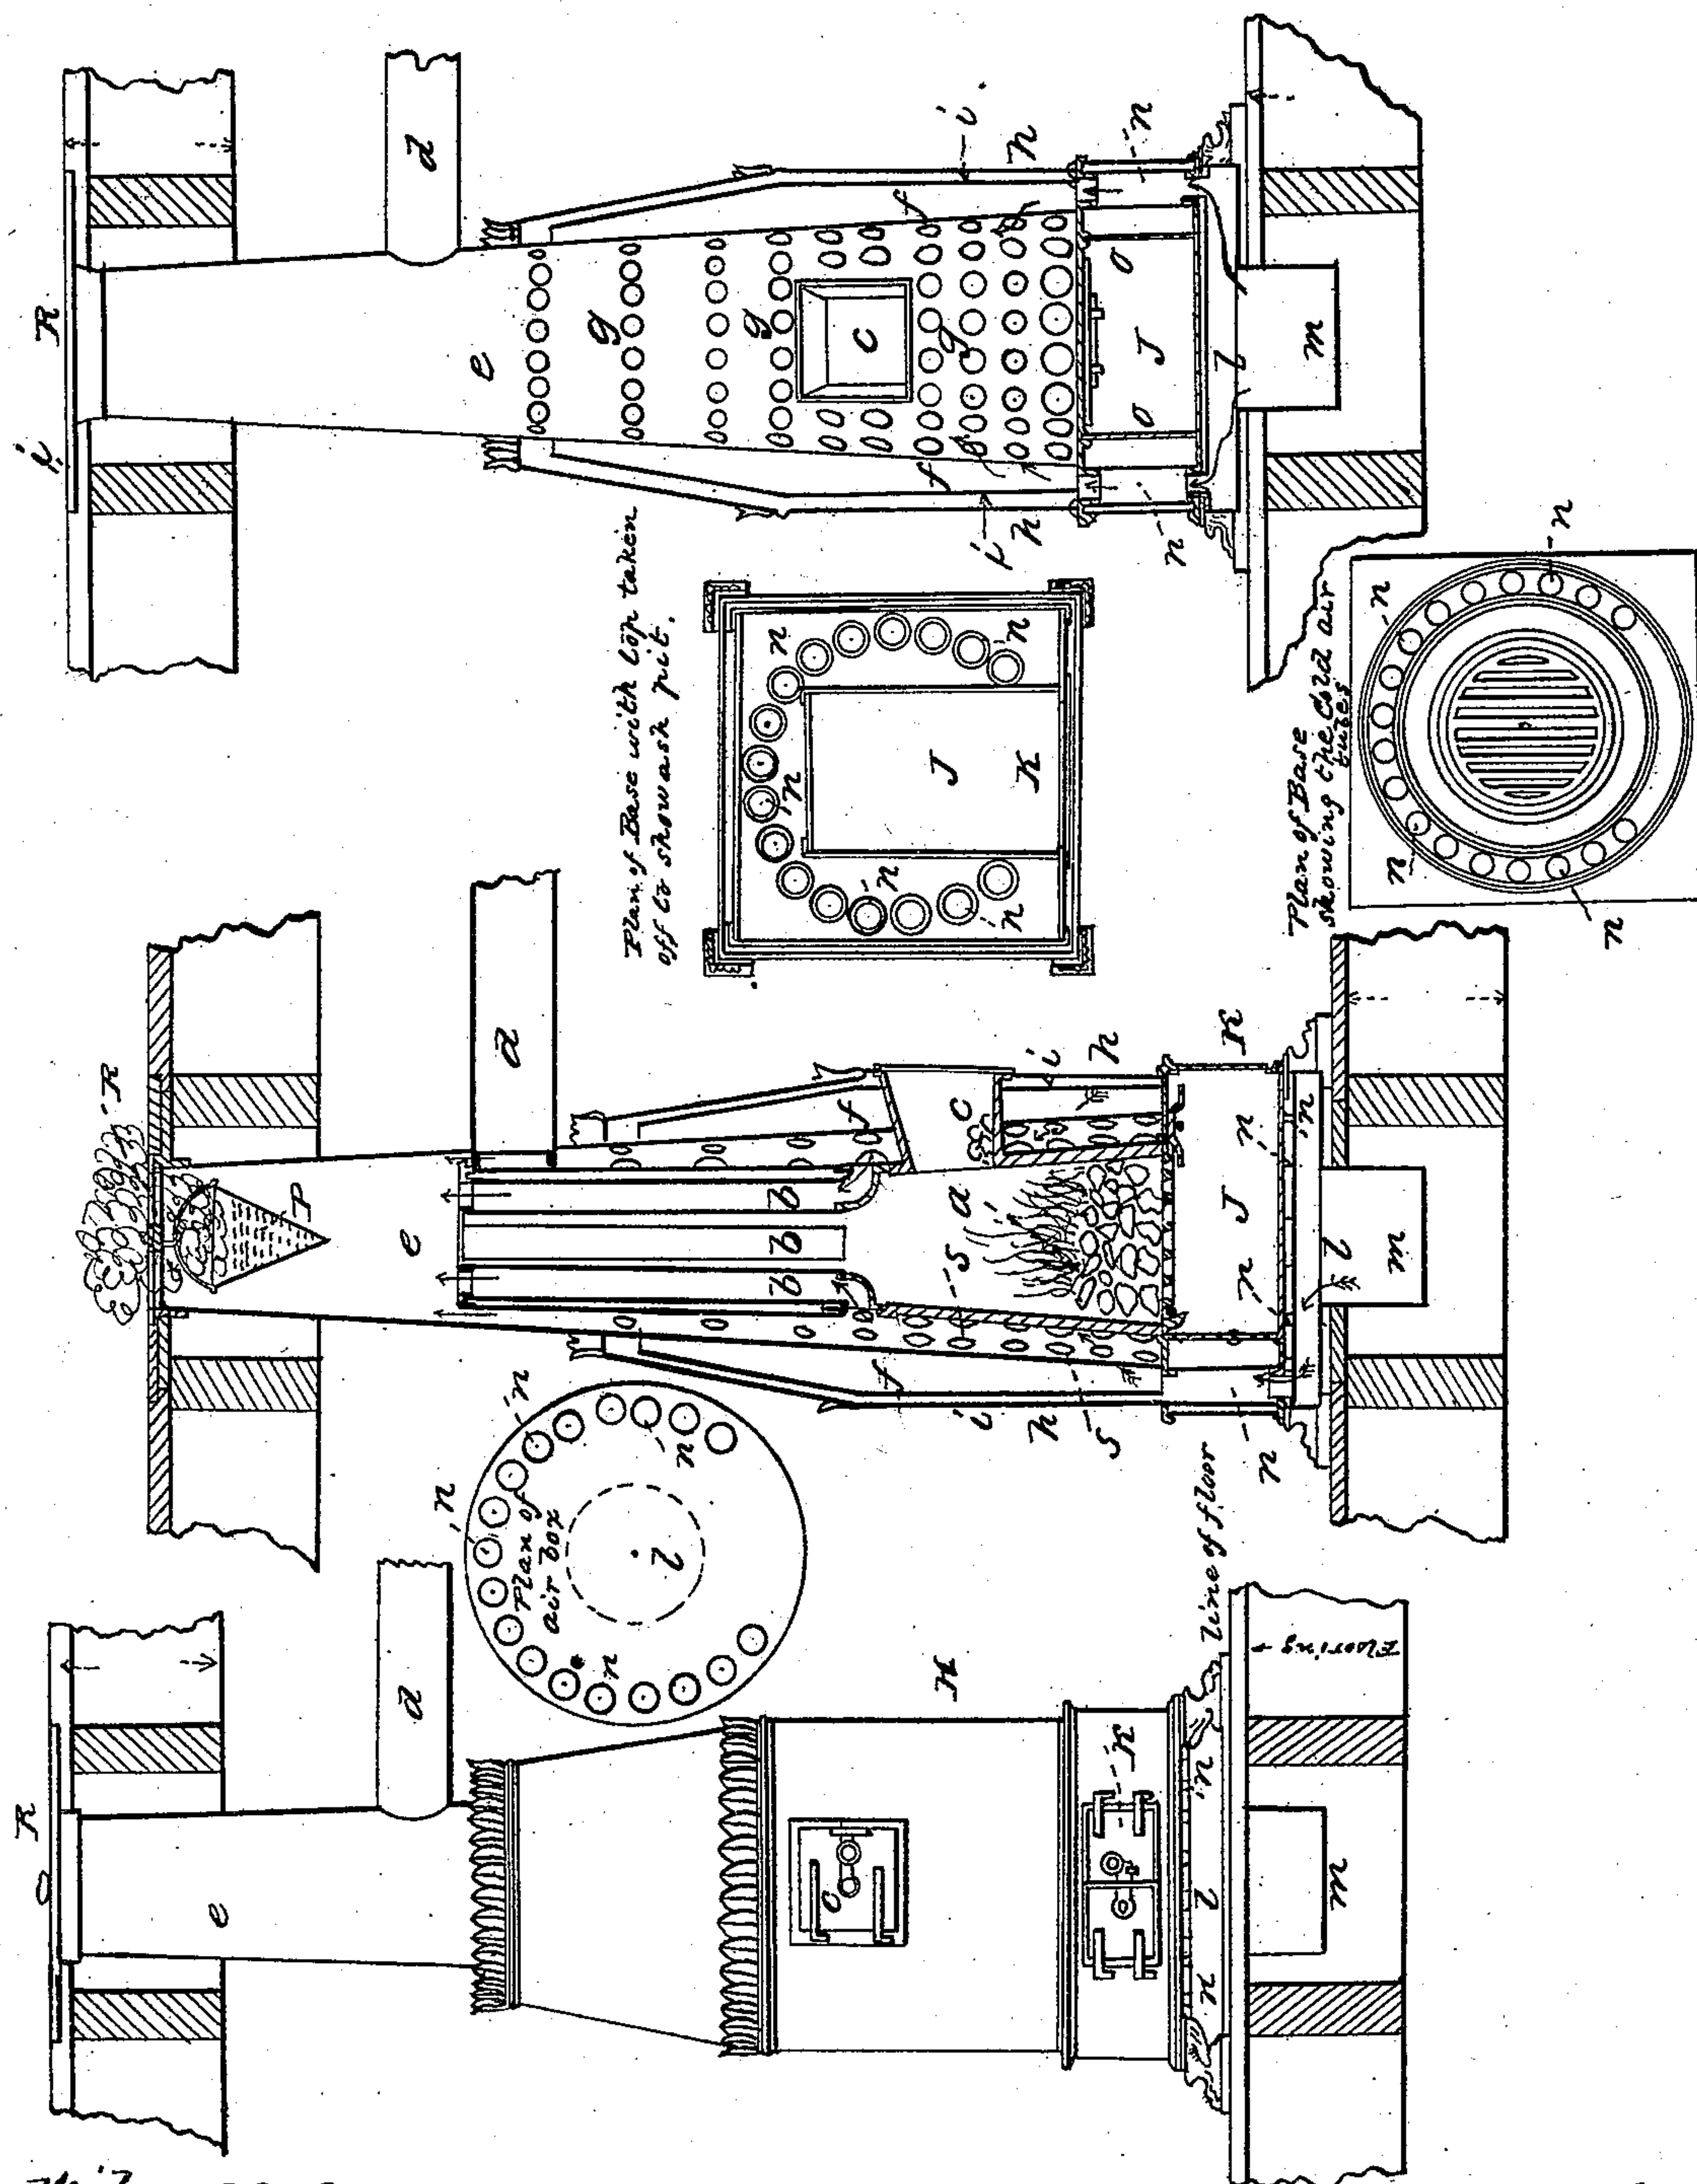 R
e
d
c
H
K
n
l
n
m
Line of floor
Flooring
n
n
Plan of
air box
n
n
l
R
P
e
d
b
b
b
f
f
c
a
s
s
i
i
h
h
K
J
n
n
n
n
l
m
Plan of Base with top taken
off to show ash pit.
n
n
n
n
n
J
K
R
i
d
e
g
g
g
c
f
f
i
i
h
h
n
n
o
o
J
l
m
Plan of Base
showing the Cold air
tubes
n
n
n
n